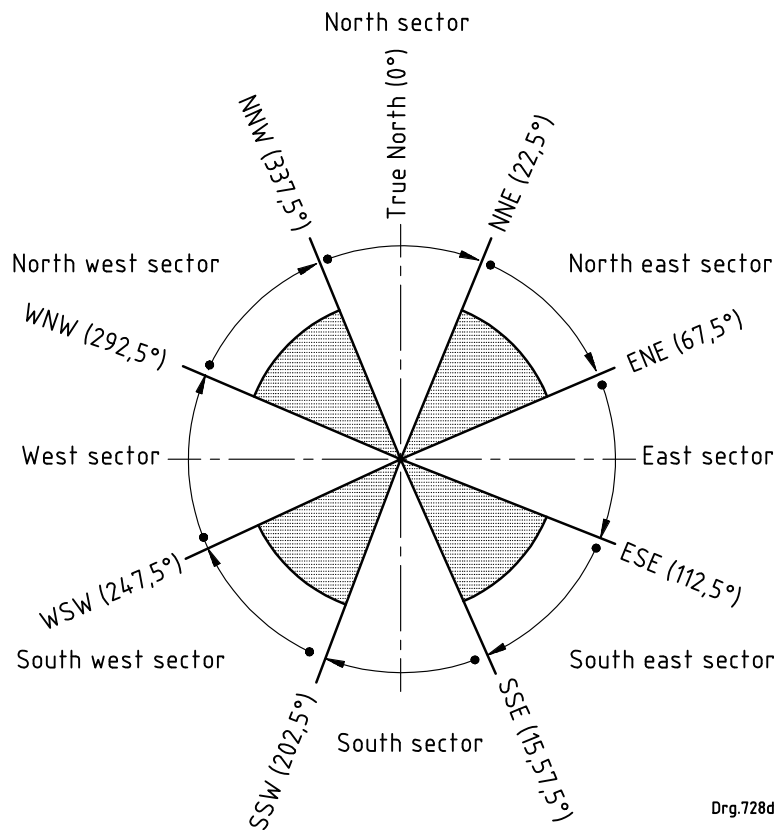 North sector
True North (0°)
NNW (337,5°)
NNE (22,5°)
North west sector
North east sector
WNW (292,5°)
ENE (67,5°)
West sector
East sector
WSW (247,5°)
ESE (112,5°)
South west sector
South east sector
SSW (202,5°)
SSE (15,57,5°)
South sector
Drg.728d